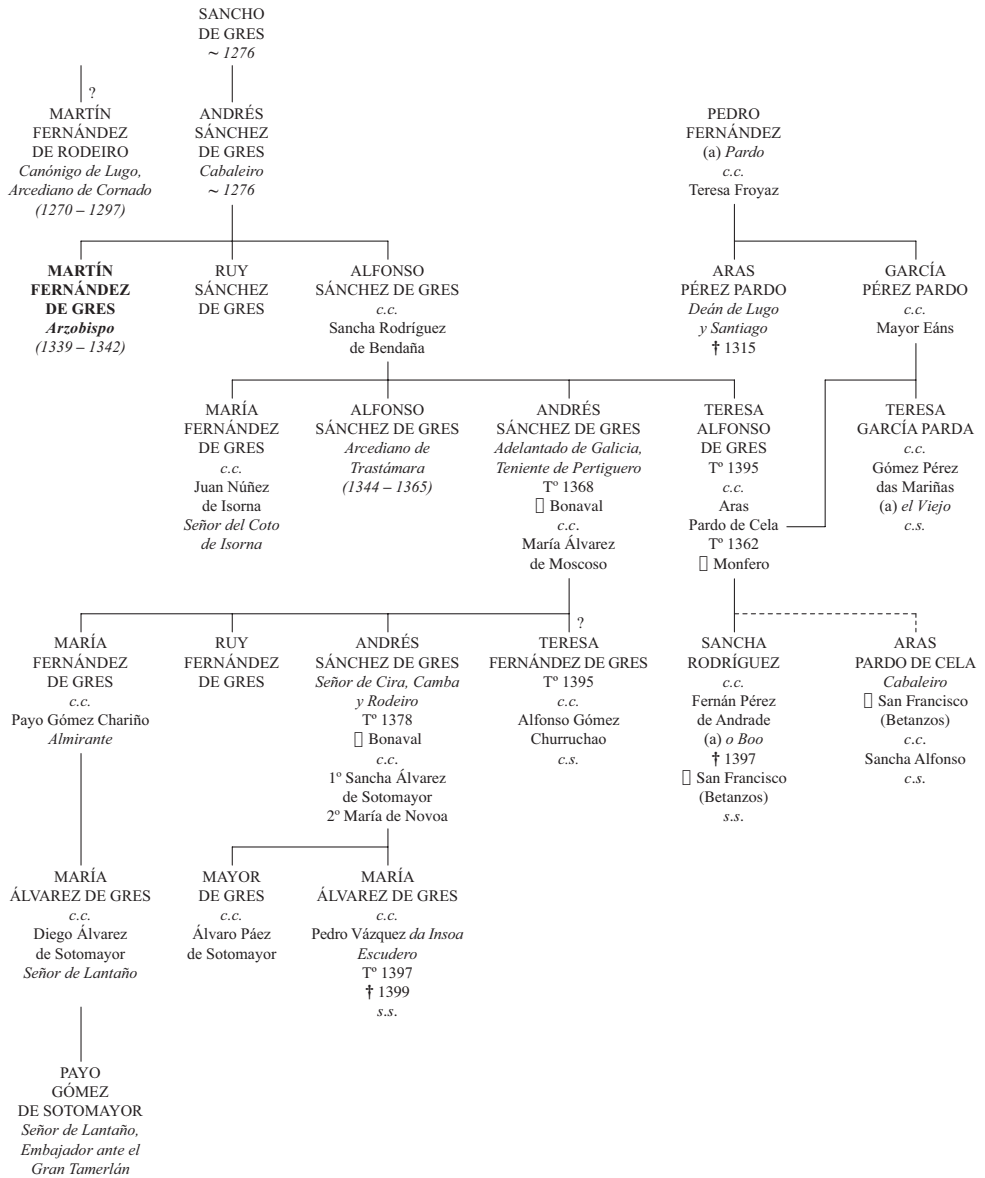 SANCHO
DE GRES
~ 1276
?
MARTÍN
FERNÁNDEZ
DE RODEIRO
Canónigo de Lugo,
Arcediano de Cornado
(1270 – 1297)
ANDRÉS
SÁNCHEZ
DE GRES
Cabaleiro
~ 1276
PEDRO
FERNÁNDEZ
(a) Pardo
c.c.
Teresa Froyaz
MARTÍN
FERNÁNDEZ
DE GRES
Arzobispo
(1339 – 1342)
RUY
SÁNCHEZ
DE GRES
ALFONSO
SÁNCHEZ DE GRES
c.c.
Sancha Rodríguez
de Bendaña
ARAS
PÉREZ PARDO
Deán de Lugo
y Santiago
† 1315
GARCÍA
PÉREZ PARDO
c.c.
Mayor Eáns
MARÍA
FERNÁNDEZ
DE GRES
c.c.
Juan Núñez
de Isorna
Señor del Coto
de Isorna
ALFONSO
SÁNCHEZ DE GRES
Arcediano de
Trastámara
(1344 – 1365)
ANDRÉS
SÁNCHEZ DE GRES
Adelantado de Galicia,
Teniente de Pertiguero
Tº 1368
▯ Bonaval
c.c.
María Álvarez
de Moscoso
TERESA
ALFONSO
DE GRES
Tº 1395
c.c.
Aras
Pardo de Cela
Tº 1362
▯ Monfero
TERESA
GARCÍA PARDA
c.c.
Gómez Pérez
das Mariñas
(a) el Viejo
c.s.
MARÍA
FERNÁNDEZ
DE GRES
c.c.
Payo Gómez Chariño
Almirante
RUY
FERNÁNDEZ
DE GRES
ANDRÉS
SÁNCHEZ DE GRES
Señor de Cira, Camba
y Rodeiro
Tº 1378
▯ Bonaval
c.c.
1º Sancha Álvarez
de Sotomayor
2º María de Novoa
?
TERESA
FERNÁNDEZ DE GRES
Tº 1395
c.c.
Alfonso Gómez
Churruchao
c.s.
SANCHA
RODRÍGUEZ
c.c.
Fernán Pérez
de Andrade
(a) o Boo
† 1397
▯ San Francisco
(Betanzos)
s.s.
ARAS
PARDO DE CELA
Cabaleiro
▯ San Francisco
(Betanzos)
c.c.
Sancha Alfonso
c.s.
MARÍA
ÁLVAREZ DE GRES
c.c.
Diego Álvarez
de Sotomayor
Señor de Lantaño
MAYOR
DE GRES
c.c.
Álvaro Páez
de Sotomayor
MARÍA
ÁLVAREZ DE GRES
c.c.
Pedro Vázquez da Insoa
Escudero
Tº 1397
† 1399
s.s.
PAYO
GÓMEZ
DE SOTOMAYOR
Señor de Lantaño,
Embajador ante el
Gran Tamerlán